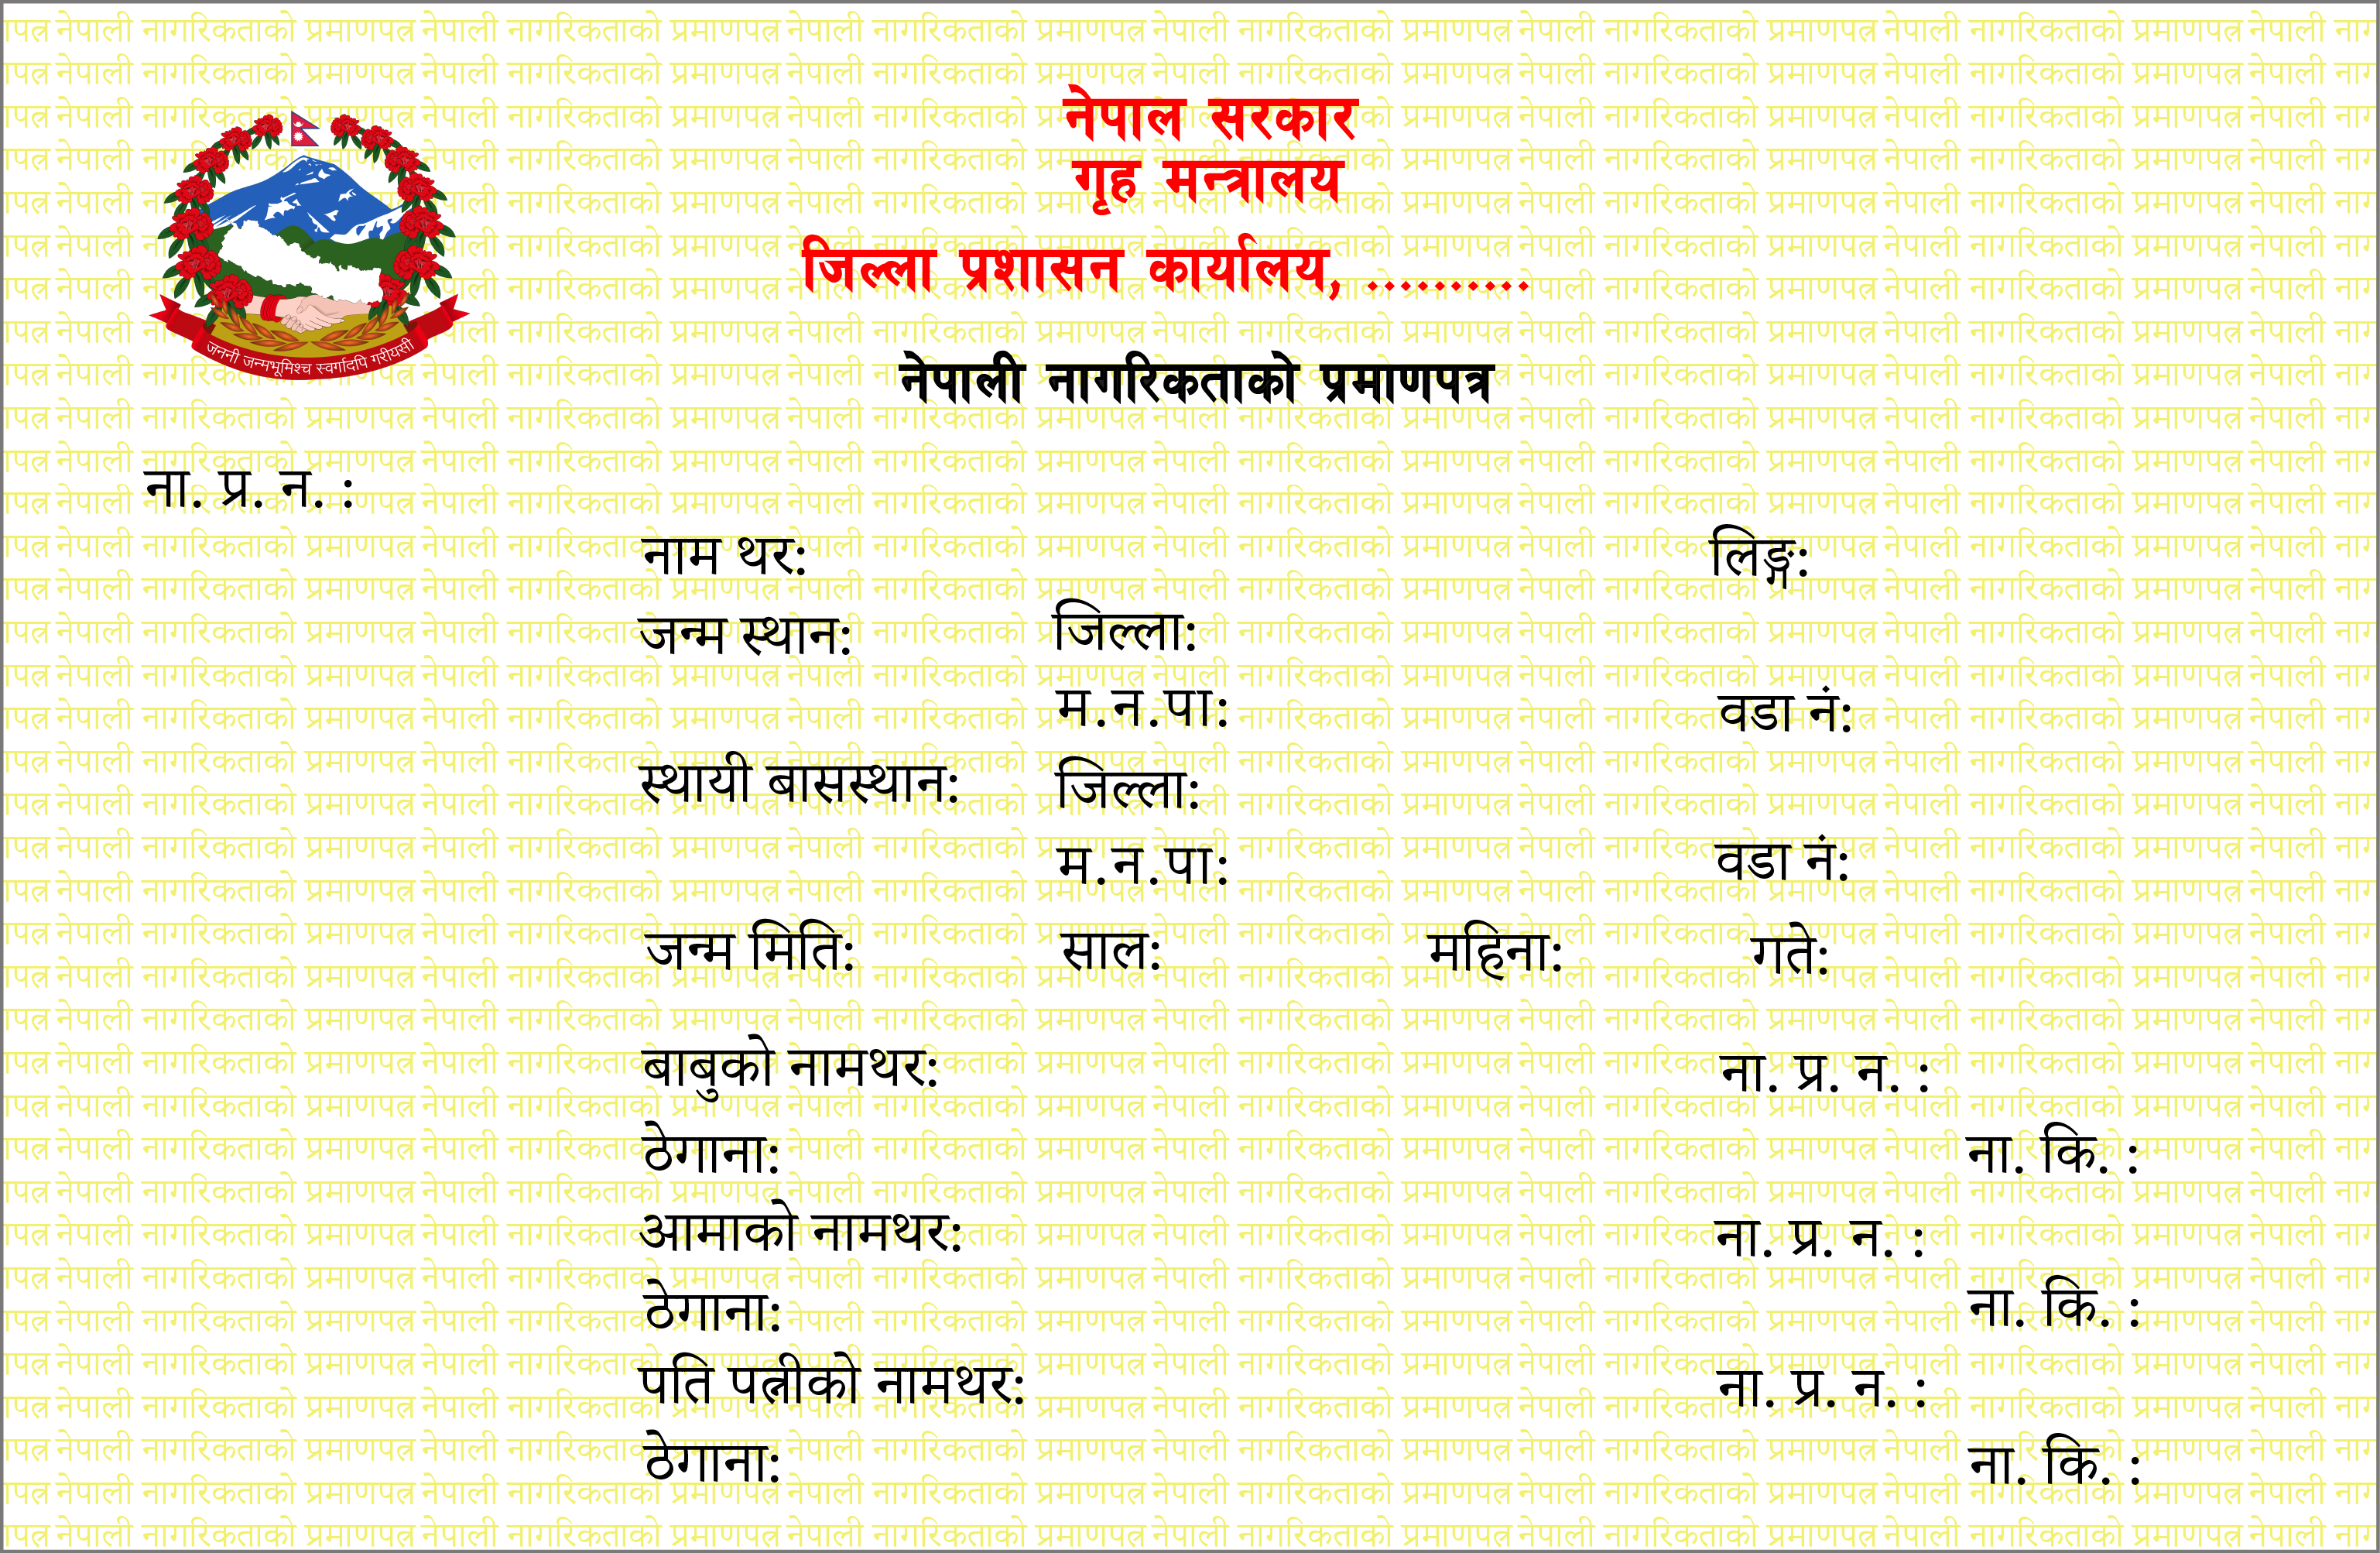 नेपाल सरकार
गृह मन्त्रालय
जिल्ला प्रशासन कार्यालय, ..........
जननी जन्मभूमिश्च स्वर्गादपि गरीयसी
नेपाली नागरिकताको प्रमाणपत्र
ना. प्र. न. :
नाम थर: लिङ्ग:
जन्म स्थान: जिल्ला:
म.न.पा: वडा नं:
स्थायी बासस्थान: जिल्ला:
म.न.पा: वडा नं:
जन्म मिति: साल: महिना: गते:
बाबुको नामथर: ना. प्र. न. :
ठेगाना: ना. कि. :
आमाको नामथर: ना. प्र. न. :
ठेगाना: ना. कि. :
पति पत्नीको नामथर: ना. प्र. न. :
ठेगाना: ना. कि. :